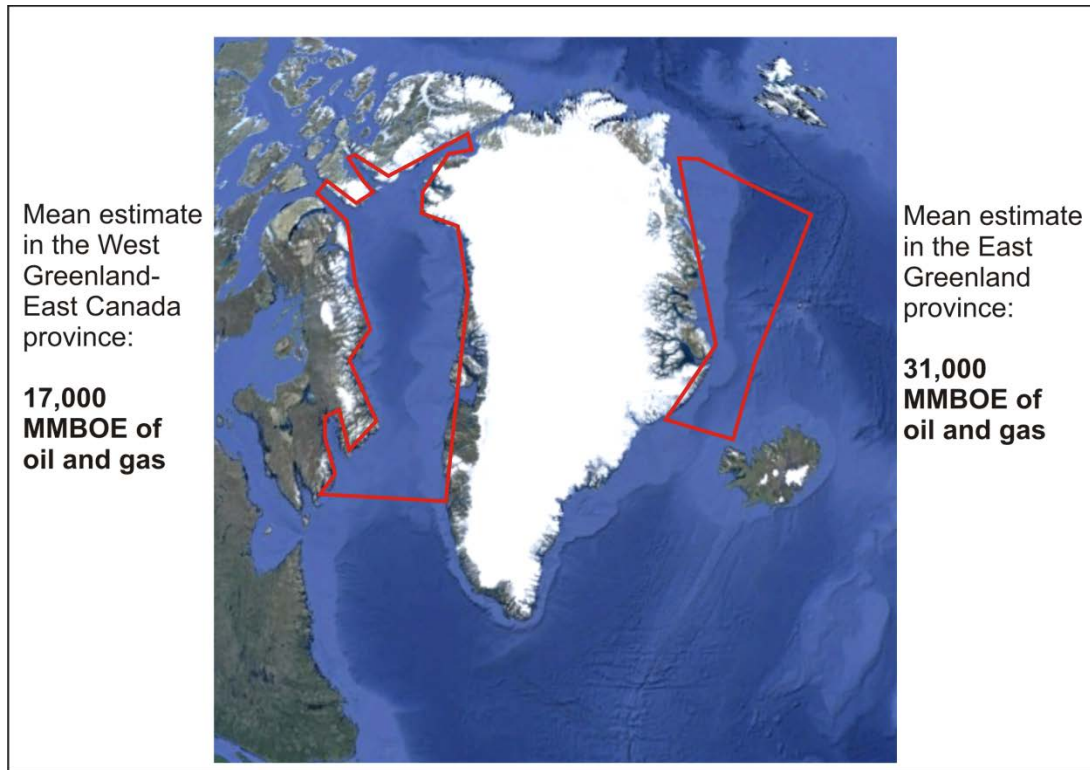 Mean estimate
in the West
Greenland-
East Canada
province:
17,000
MMBOE of
oil and gas
Mean estimate
in the East
Greenland
province:
31,000
MMBOE of
oil and gas